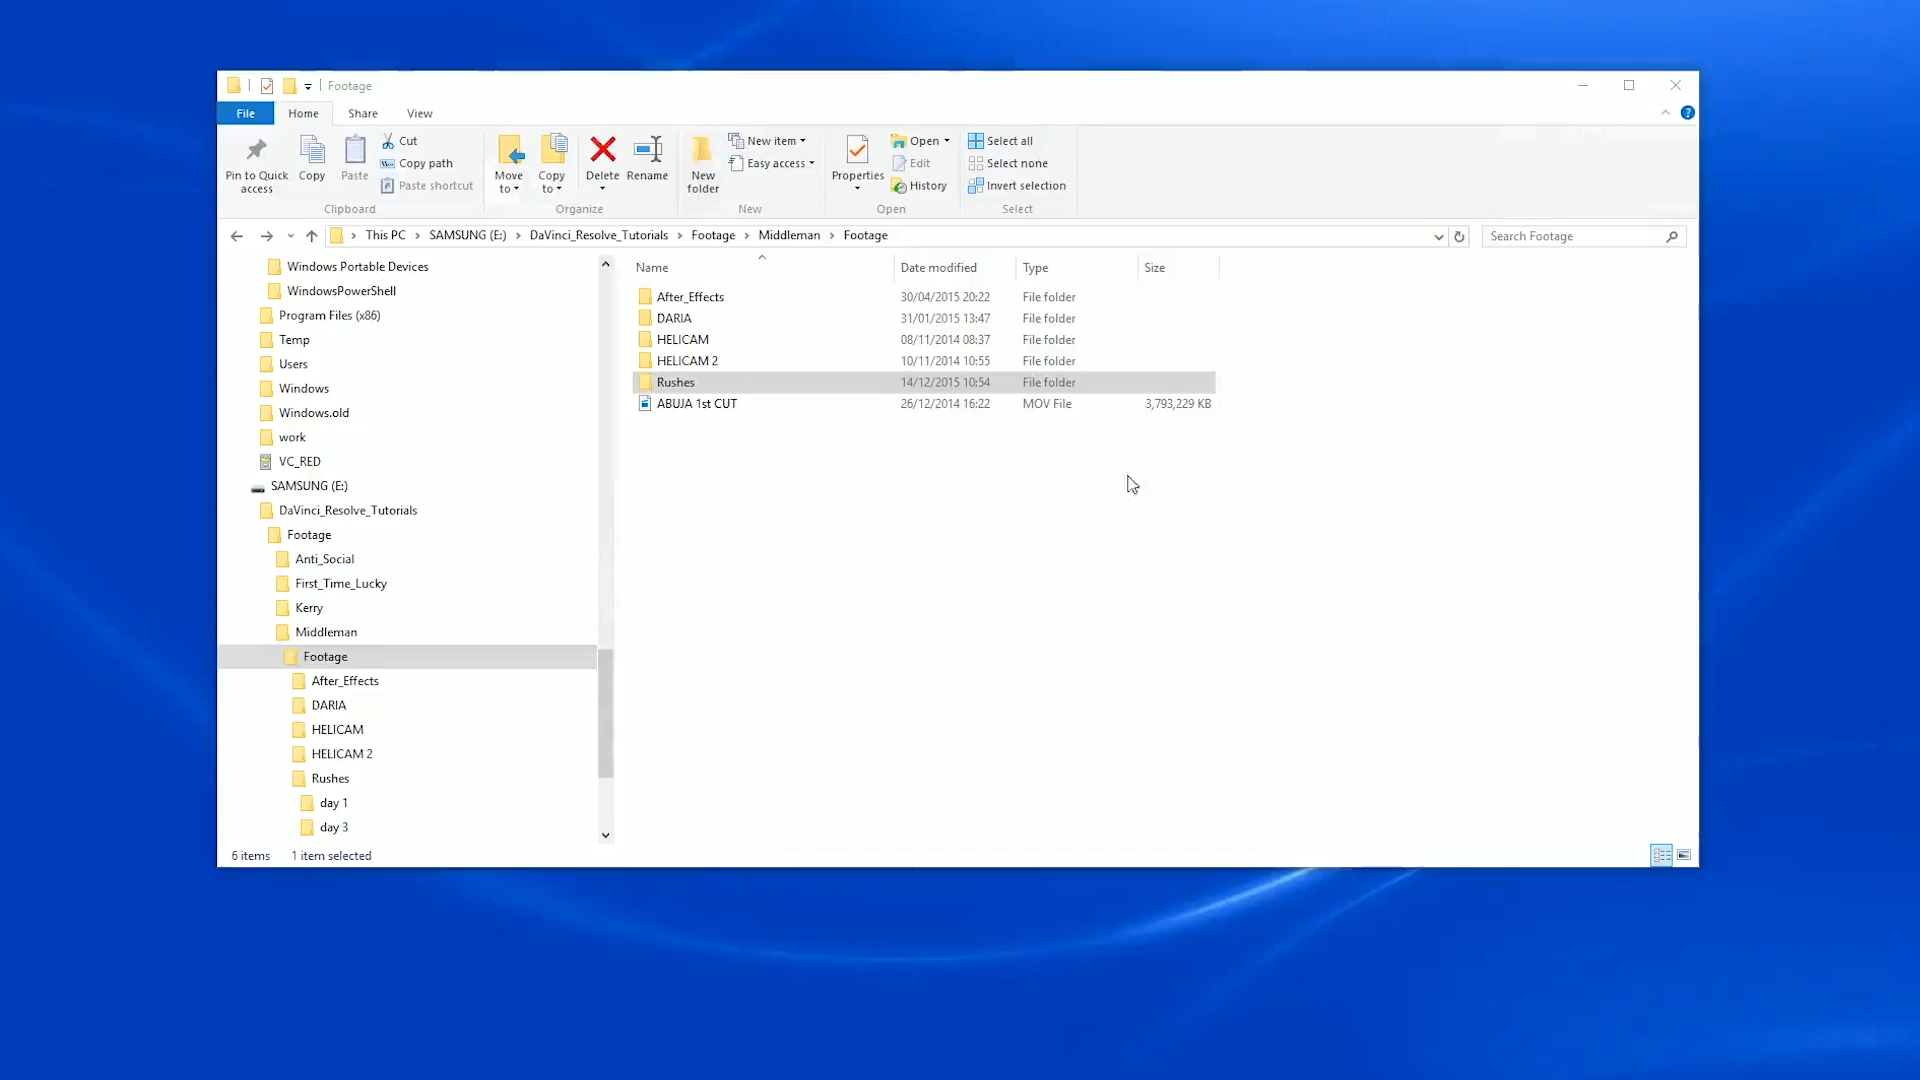 Footage
File Home Share View
Pin to Quick access
Copy
Paste
Cut
Copy path
Paste shortcut
Clipboard
Move to
Copy to
Delete
Rename
Organize
New folder
New item
Easy access
New
Properties
Open
Edit
History
Open
Select all
Select none
Invert selection
Select
This PC > SAMSUNG (E:) > DaVinci_Resolve_Tutorials > Footage > Middleman > Footage
Search Footage
Windows Portable Devices
WindowsPowerShell
Program Files (x86)
Temp
Users
Windows
Windows.old
work
VC_RED
SAMSUNG (E:)
DaVinci_Resolve_Tutorials
Footage
Anti_Social
First_Time_Lucky
Kerry
Middleman
Footage
After_Effects
DARIA
HELICAM
HELICAM 2
Rushes
day 1
day 3
Name Date modified Type Size
After_Effects 30/04/2015 20:22 File folder
DARIA 31/01/2015 13:47 File folder
HELICAM 08/11/2014 08:37 File folder
HELICAM 2 10/11/2014 10:55 File folder
Rushes 14/12/2015 10:54 File folder
ABUJA 1st CUT 26/12/2014 16:22 MOV File 3,793,229 KB
6 items 1 item selected